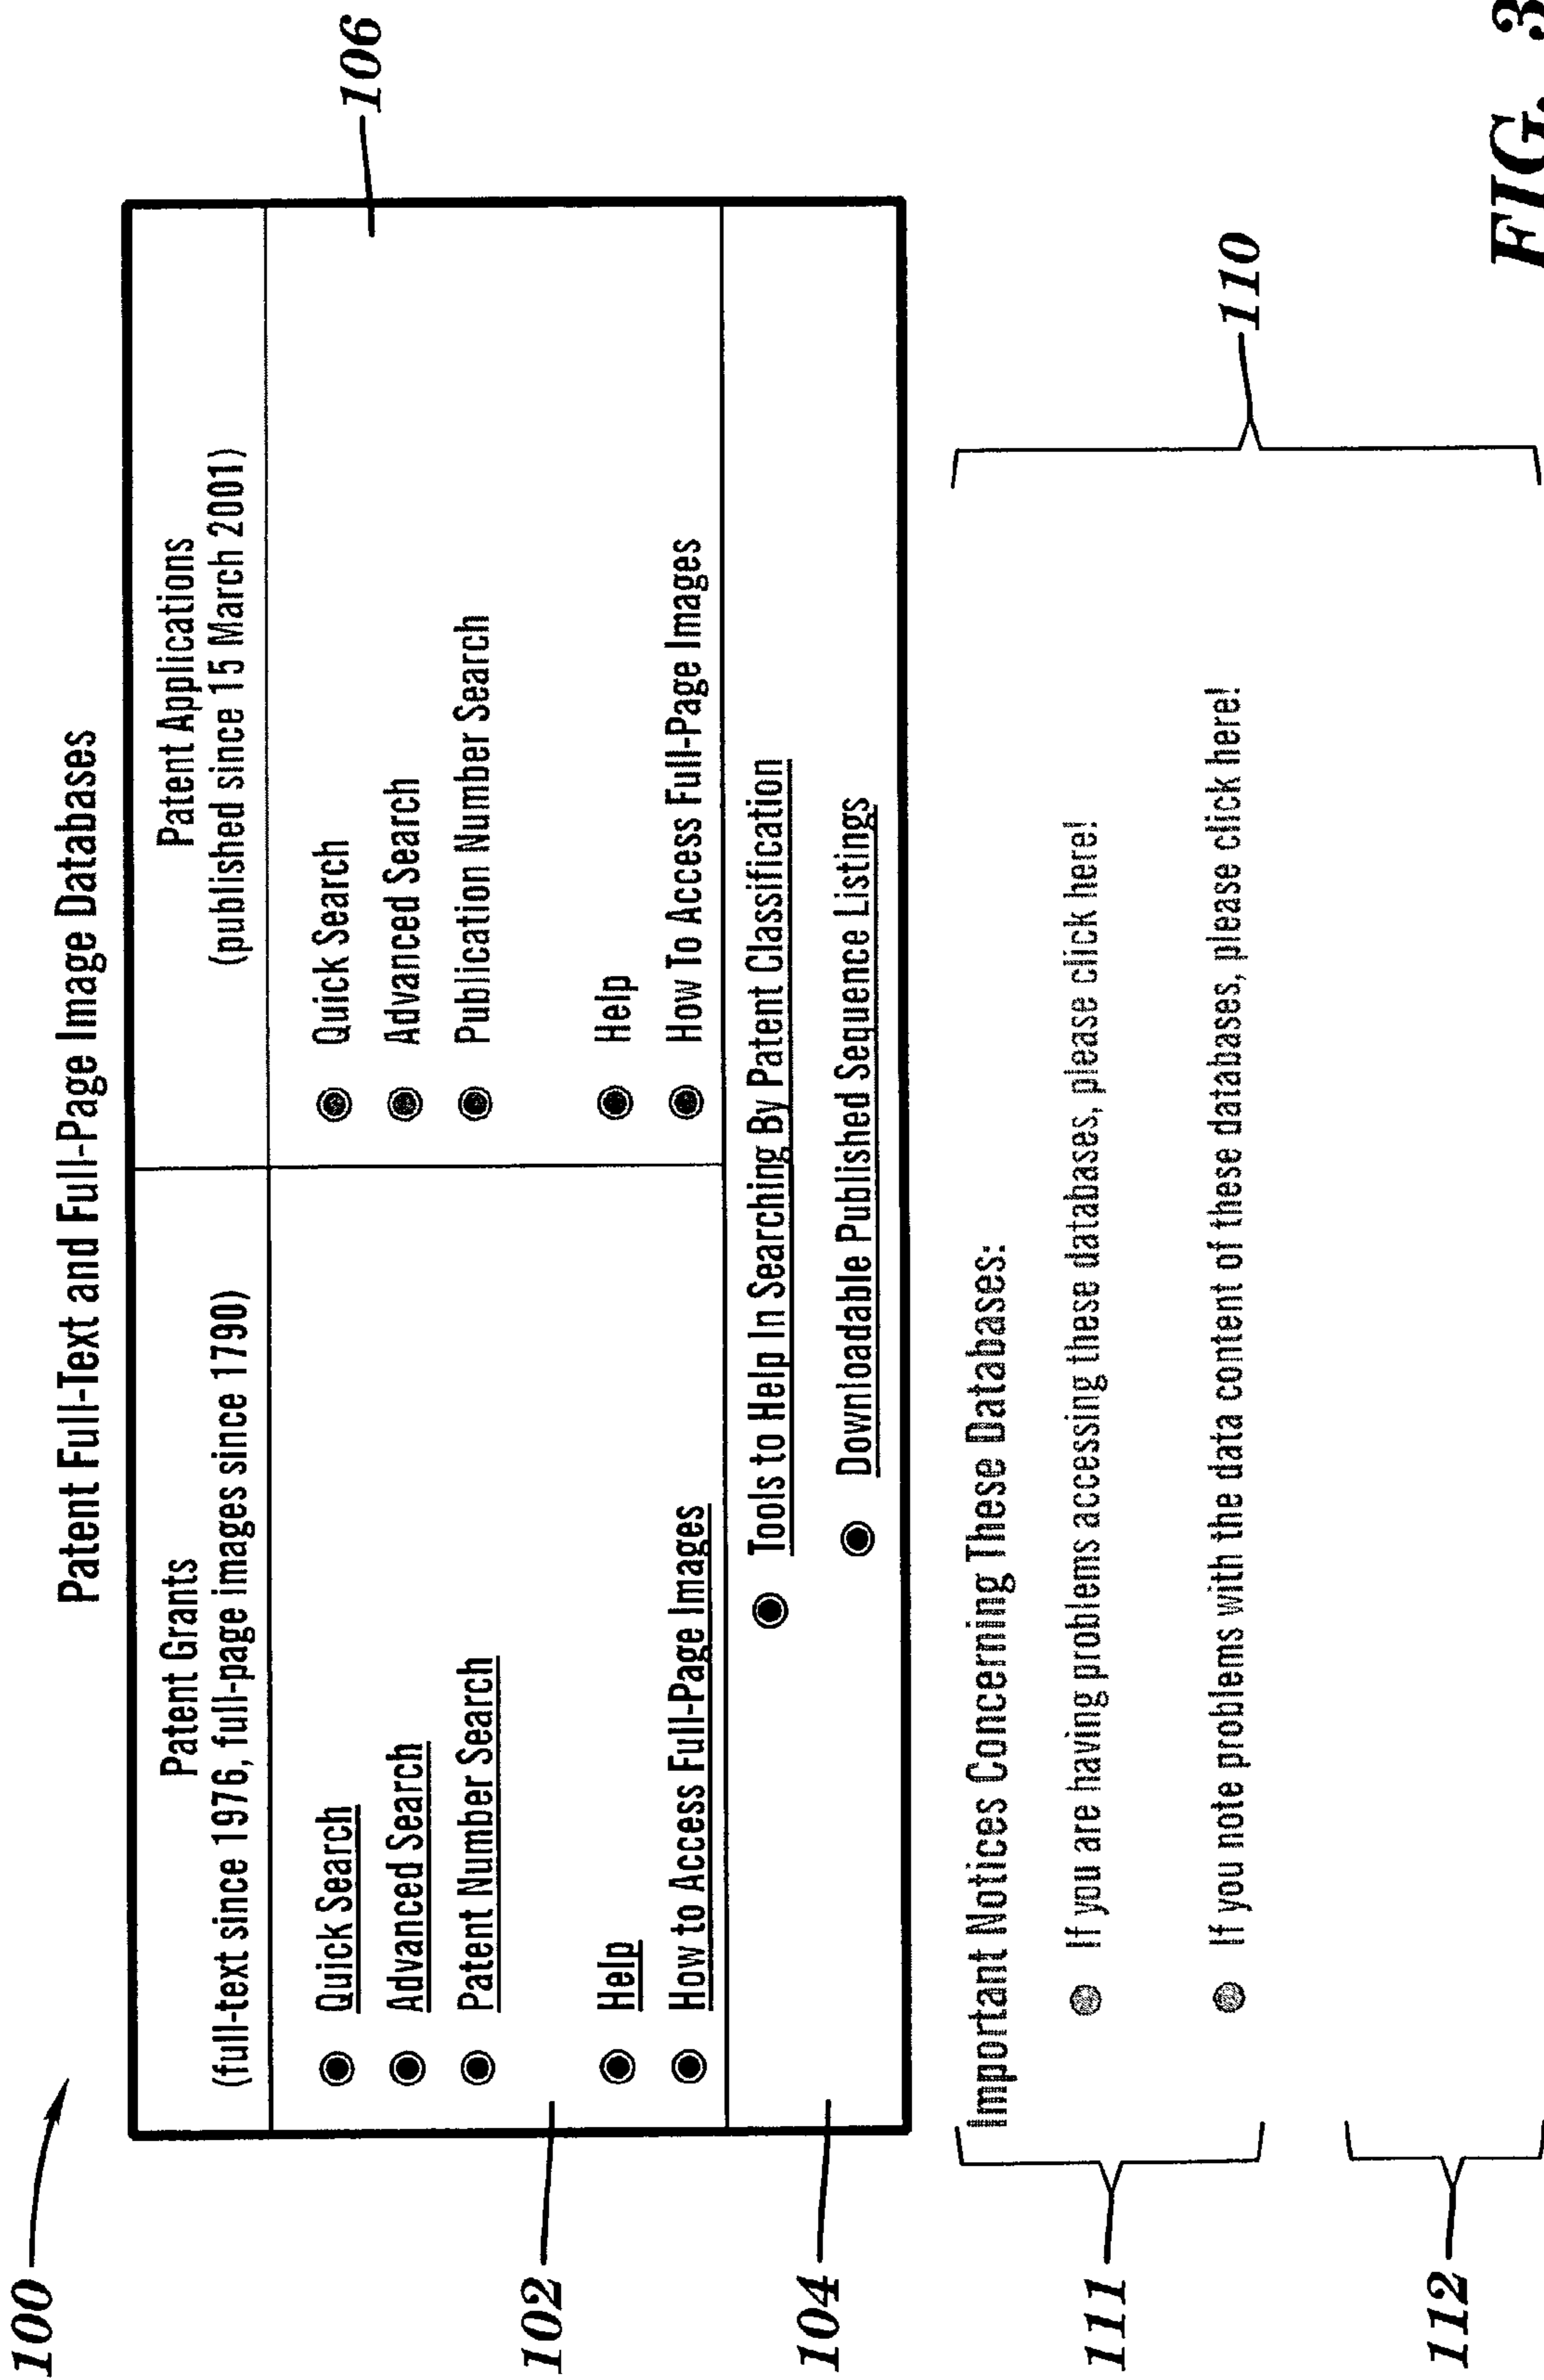 100
Patent Full-Text and Full-Page Image Databases
Patent Grants
(full-text since 1976, full-page images since 1790)
Patent Applications
(published since 15 March 2001)
Quick Search
Advanced Search
Patent Number Search
Help
How to Access Full-Page Images
Quick Search
Advanced Search
Publication Number Search
Help
How To Access Full-Page Images
106
102
Tools to Help In Searching By Patent Classification
Downloadable Published Sequence Listings
104
Important Notices Concerning These Databases:
If you are having problems accessing these databases, please click here!
If you note problems with the data content of these databases, please click here!
111
110
112
FIG. 3